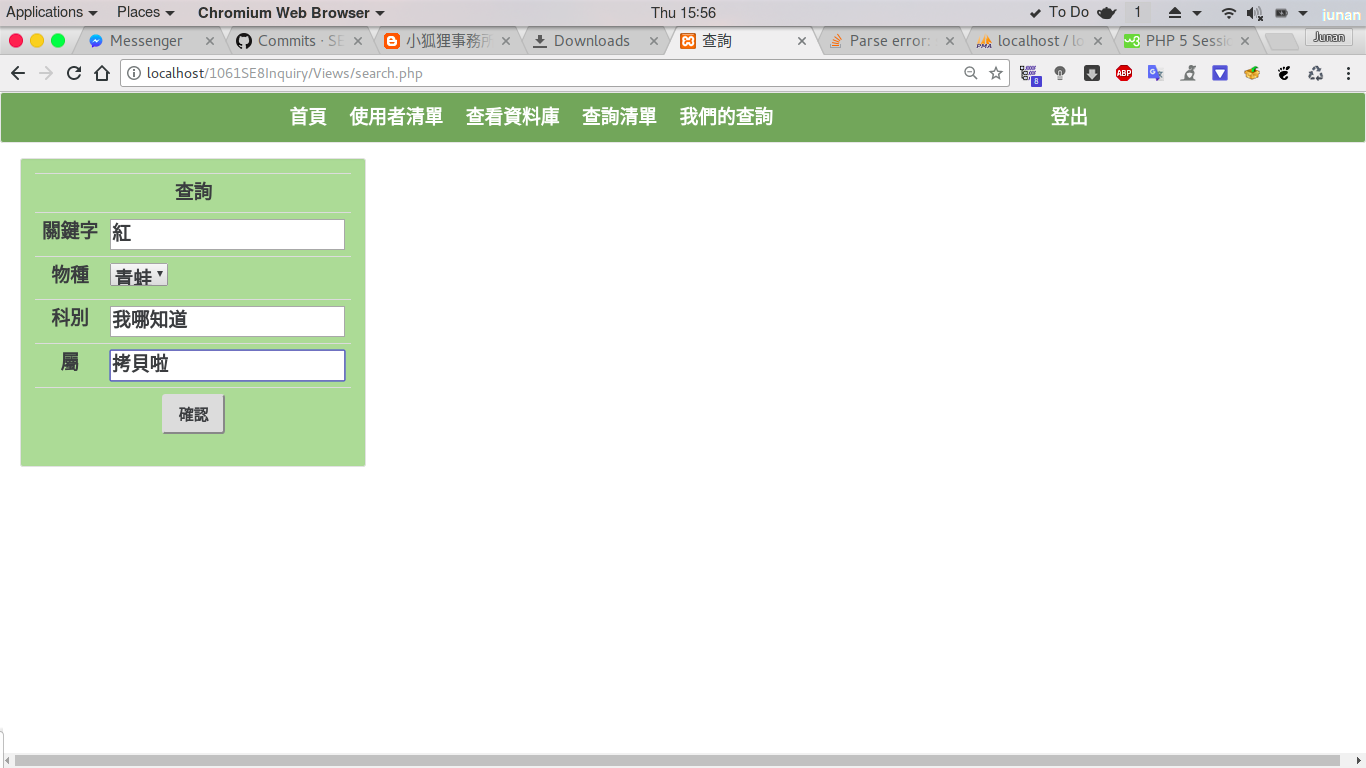 Applications Places Chromium Web Browser Thu 15:56 To Do 1 junan
Messenger Commits · SE 小狐狸事務所 Downloads 查詢 Parse error: localhost / lo PHP 5 Sessi Junan
localhost/1061SE8Inquiry/Views/search.php ABP 8
首頁 使用者清單 查看資料庫 查詢清單 我們的查詢 登出
查詢
關鍵字 紅
物種 青蛙
科別 我哪知道
屬 拷貝啦
確認